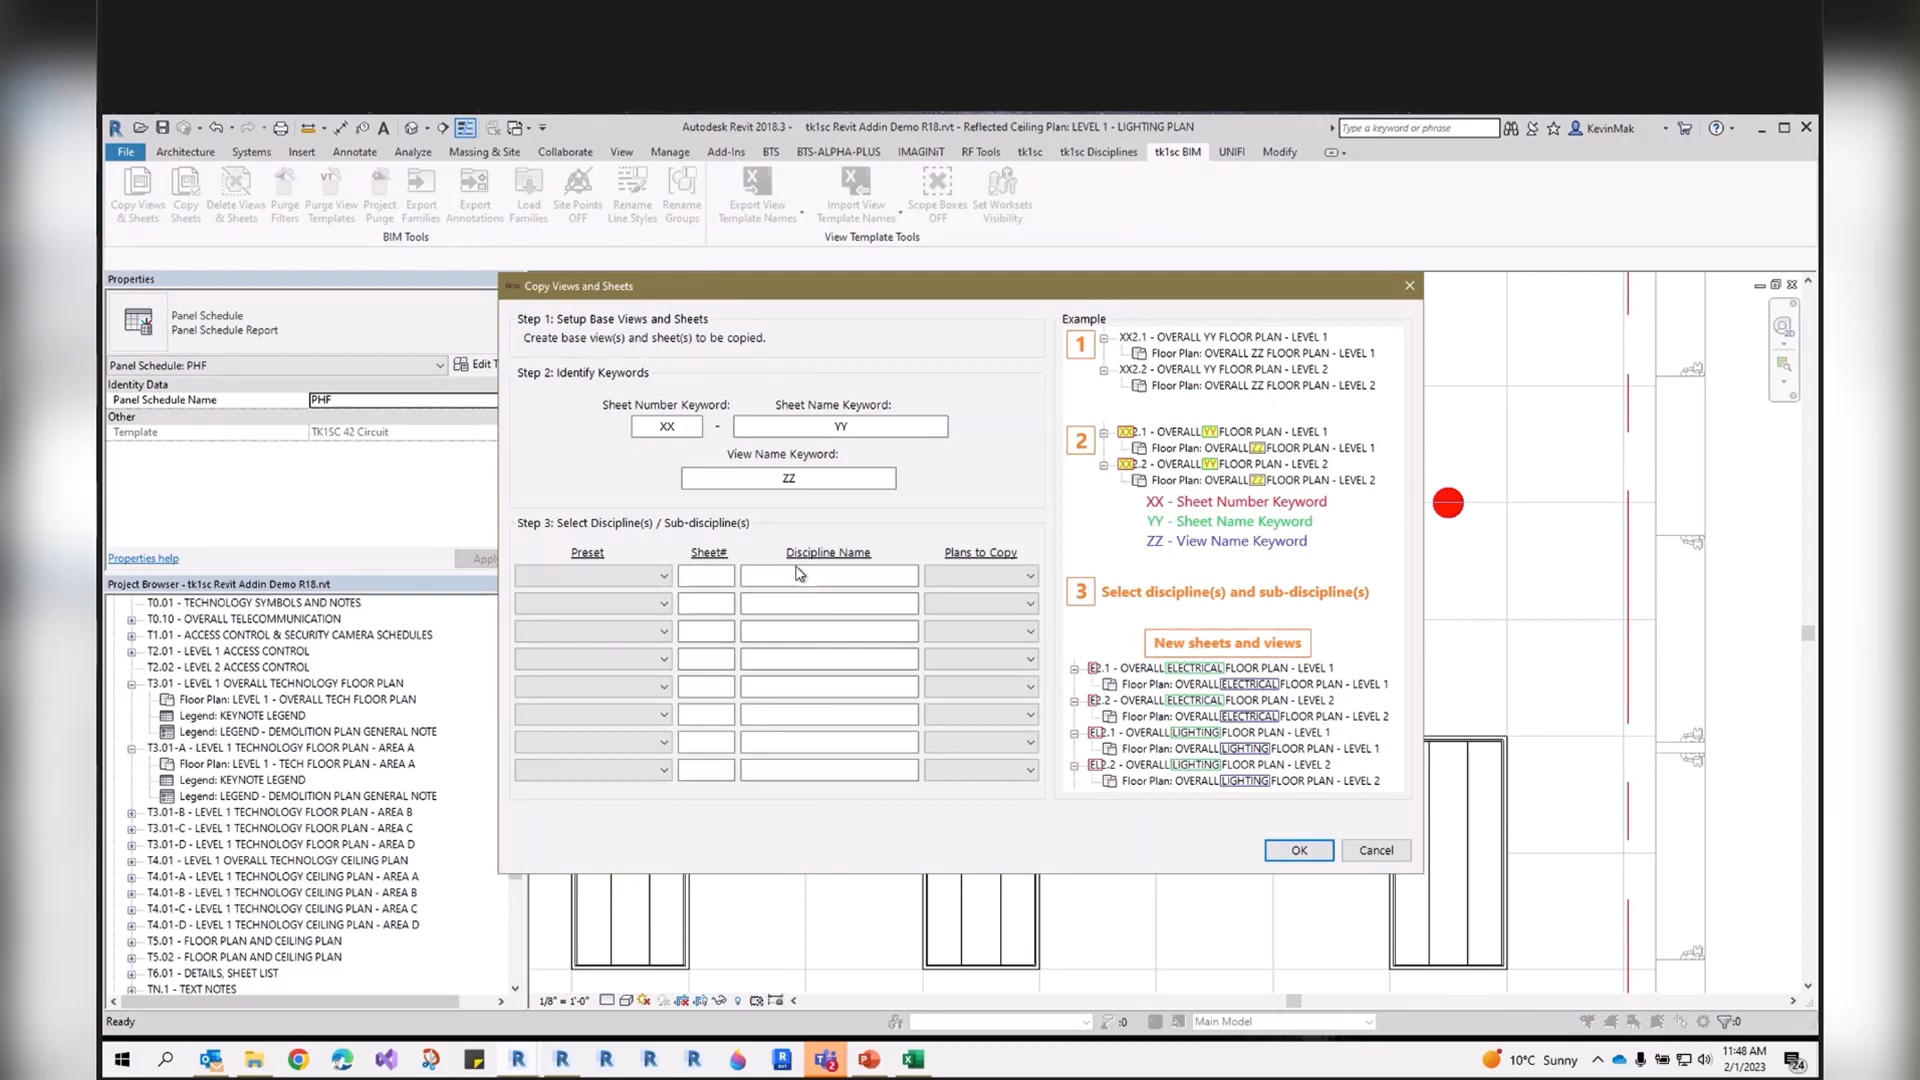 Autodesk Revit 2018.3 - tk1sc Revit Addin Demo R18.rvt - Reflected Ceiling Plan: LEVEL 1 - LIGHTING PLAN
Type a keyword or phrase
KevinMak
File Architecture Systems Insert Annotate Analyze Massing & Site Collaborate View Manage Add-Ins BTS BTS-ALPHA-PLUS IMAGINiT RF Tools tk1sc tk1sc Disciplines tk1sc BIM UNIFI Modify
Copy Views & Sheets
Copy Sheets
Delete Views & Sheets
Purge Filters
Purge View Templates
Project Purge
Export Families
Export Annotations
Load Families
Site Points OFF
Rename Line Styles
Rename Groups
Export View Template Names
Import View Template Names
Scope Boxes OFF
Set Worksets Visibility
BIM Tools
View Template Tools
Properties
Panel Schedule
Panel Schedule Report
Panel Schedule: PHF
Edit T
Identity Data
Panel Schedule Name PHF
Other
Template TK1SC 42 Circuit
Properties help
Apply
Project Browser - tk1sc Revit Addin Demo R18.rvt
T0.01 - TECHNOLOGY SYMBOLS AND NOTES
T0.10 - OVERALL TELECOMMUNICATION
T1.01 - ACCESS CONTROL & SECURITY CAMERA SCHEDULES
T2.01 - LEVEL 1 ACCESS CONTROL
T2.02 - LEVEL 2 ACCESS CONTROL
T3.01 - LEVEL 1 OVERALL TECHNOLOGY FLOOR PLAN
Floor Plan: LEVEL 1 - OVERALL TECH FLOOR PLAN
Legend: KEYNOTE LEGEND
Legend: LEGEND - DEMOLITION PLAN GENERAL NOTE
T3.01-A - LEVEL 1 TECHNOLOGY FLOOR PLAN - AREA A
Floor Plan: LEVEL 1 - TECH FLOOR PLAN - AREA A
Legend: KEYNOTE LEGEND
Legend: LEGEND - DEMOLITION PLAN GENERAL NOTE
T3.01-B - LEVEL 1 TECHNOLOGY FLOOR PLAN - AREA B
T3.01-C - LEVEL 1 TECHNOLOGY FLOOR PLAN - AREA C
T3.01-D - LEVEL 1 TECHNOLOGY FLOOR PLAN - AREA D
T4.01 - LEVEL 1 OVERALL TECHNOLOGY CEILING PLAN
T4.01-A - LEVEL 1 TECHNOLOGY CEILING PLAN - AREA A
T4.01-B - LEVEL 1 TECHNOLOGY CEILING PLAN - AREA B
T4.01-C - LEVEL 1 TECHNOLOGY CEILING PLAN - AREA C
T4.01-D - LEVEL 1 TECHNOLOGY CEILING PLAN - AREA D
T5.01 - FLOOR PLAN AND CEILING PLAN
T5.02 - FLOOR PLAN AND CEILING PLAN
T6.01 - DETAILS, SHEET LIST
TN.1 - TEXT NOTES
Copy Views and Sheets
Step 1: Setup Base Views and Sheets
Create base view(s) and sheet(s) to be copied.
Step 2: Identify Keywords
Sheet Number Keyword: Sheet Name Keyword:
XX - YY
View Name Keyword:
ZZ
Step 3: Select Discipline(s) / Sub-discipline(s)
Preset Sheet# Discipline Name Plans to Copy
Example
1
XX2.1 - OVERALL YY FLOOR PLAN - LEVEL 1
Floor Plan: OVERALL ZZ FLOOR PLAN - LEVEL 1
XX2.2 - OVERALL YY FLOOR PLAN - LEVEL 2
Floor Plan: OVERALL ZZ FLOOR PLAN - LEVEL 2
2
XX2.1 - OVERALL YY FLOOR PLAN - LEVEL 1
Floor Plan: OVERALL ZZ FLOOR PLAN - LEVEL 1
XX2.2 - OVERALL YY FLOOR PLAN - LEVEL 2
Floor Plan: OVERALL ZZ FLOOR PLAN - LEVEL 2
XX - Sheet Number Keyword
YY - Sheet Name Keyword
ZZ - View Name Keyword
3 Select discipline(s) and sub-discipline(s)
New sheets and views
E2.1 - OVERALL ELECTRICAL FLOOR PLAN - LEVEL 1
Floor Plan: OVERALL ELECTRICAL FLOOR PLAN - LEVEL 1
E2.2 - OVERALL ELECTRICAL FLOOR PLAN - LEVEL 2
Floor Plan: OVERALL ELECTRICAL FLOOR PLAN - LEVEL 2
EL2.1 - OVERALL LIGHTING FLOOR PLAN - LEVEL 1
Floor Plan: OVERALL LIGHTING FLOOR PLAN - LEVEL 1
EL2.2 - OVERALL LIGHTING FLOOR PLAN - LEVEL 2
Floor Plan: OVERALL LIGHTING FLOOR PLAN - LEVEL 2
OK Cancel
1/8" = 1'-0"
Ready
:0
Main Model
:0
10°C Sunny
11:48 AM
2/1/2023
24